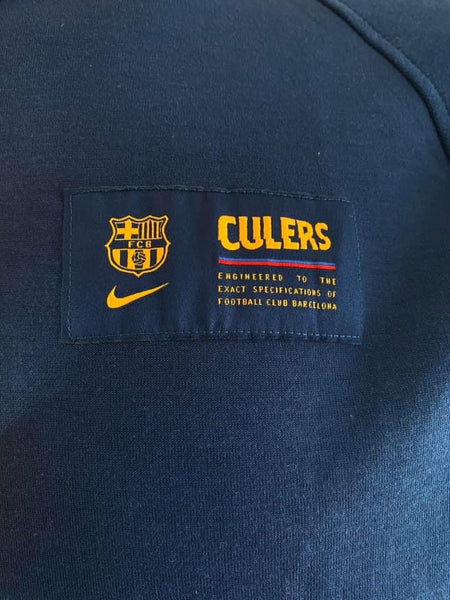 FCB
CULERS
ENGINEERED TO THE
EXACT SPECIFICATIONS OF
FOOTBALL CLUB BARCELONA